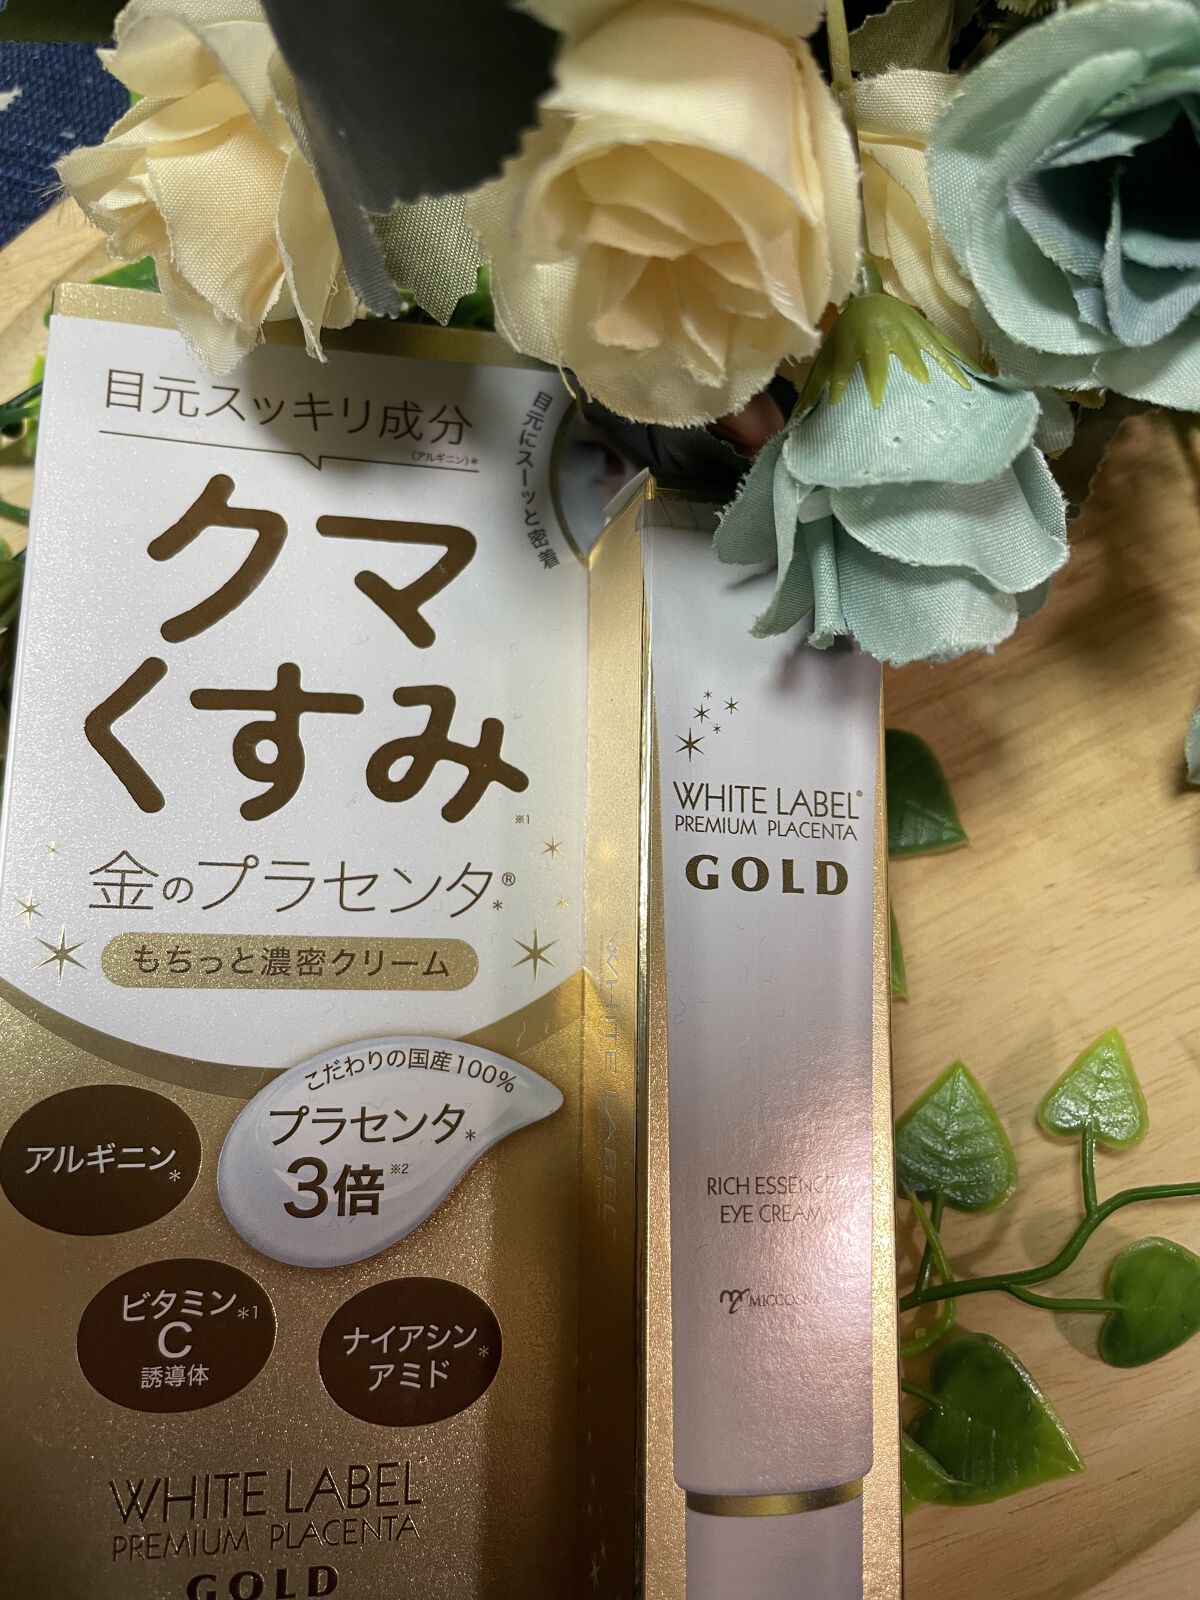 目元スッキリ成分
(アルギニン)*
目元にスーッと密着
クマ
くすみ
※1
金のプラセンタ®*
もちっと濃密クリーム
こだわりの国産100%
プラセンタ*
3倍※2
アルギニン*
ビタミン*1
C
誘導体
ナイアシン*
アミド
WHITE LABEL
PREMIUM PLACENTA
GOLD
WHITE LABEL
WHITE LABEL®
PREMIUM PLACENTA
GOLD
RICH ESSENCE
EYE CREAM
MICCOSMO